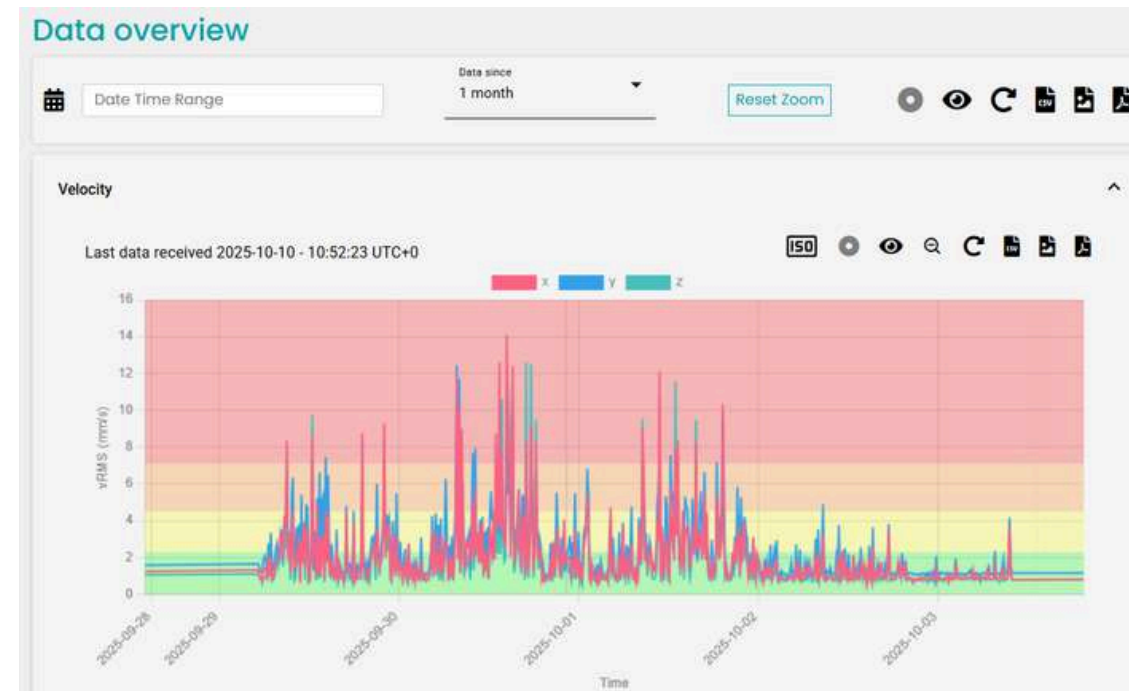 Data overview
Date Time Range
Data since
1 month
Reset Zoom
CSV
Velocity
Last data received 2025-10-10 - 10:52:23 UTC+0
ISO
CSV
x y z
vRMS (mm/s)
16
14
12
10
8
6
4
2
0
2025-09-28 2025-09-29 2025-09-30 2025-10-01 2025-10-02 2025-10-03
Time